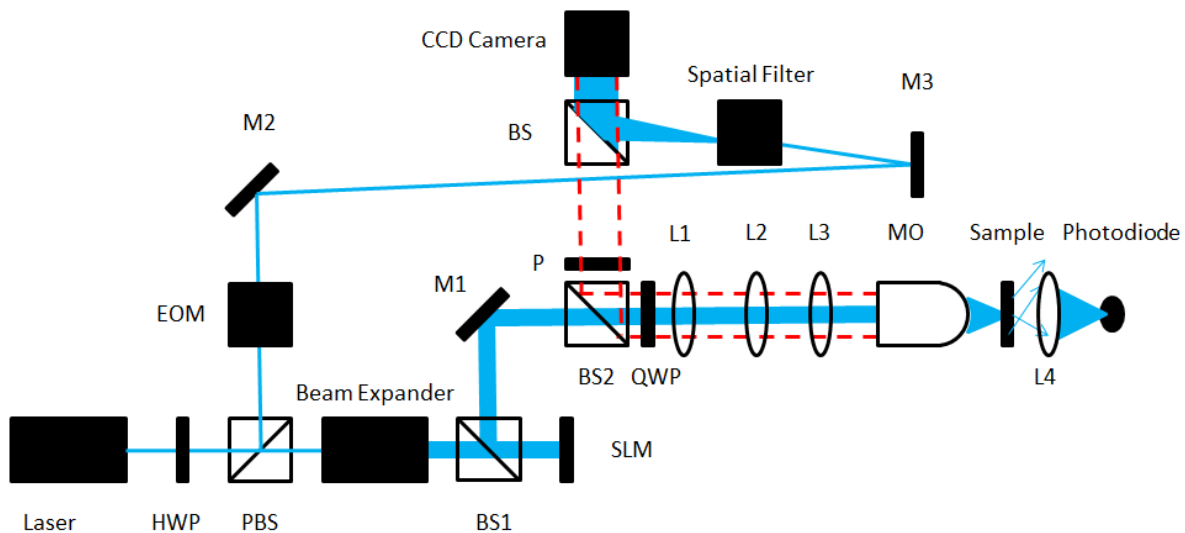 CCD Camera
Spatial Filter
M3
M2
BS
P
L1
L2
L3
MO
Sample
Photodiode
M1
EOM
BS2
QWP
L4
Beam Expander
SLM
Laser
HWP
PBS
BS1